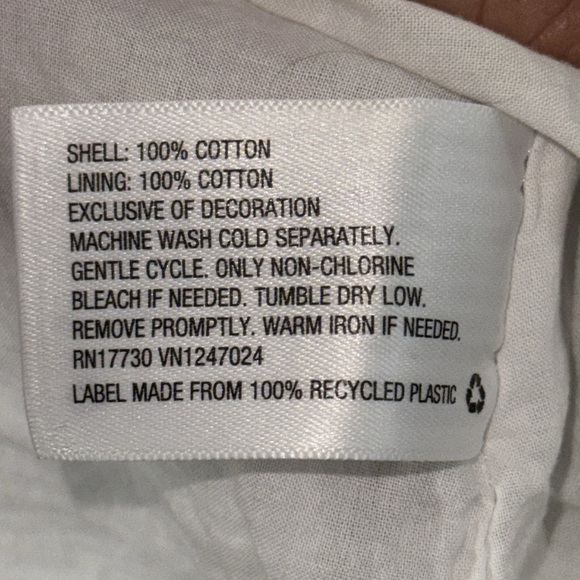 SHELL: 100% COTTON
LINING: 100% COTTON
EXCLUSIVE OF DECORATION
MACHINE WASH COLD SEPARATELY.
GENTLE CYCLE. ONLY NON-CHLORINE
BLEACH IF NEEDED. TUMBLE DRY LOW.
REMOVE PROMPTLY. WARM IRON IF NEEDED.
RN17730 VN1247024
LABEL MADE FROM 100% RECYCLED PLASTIC